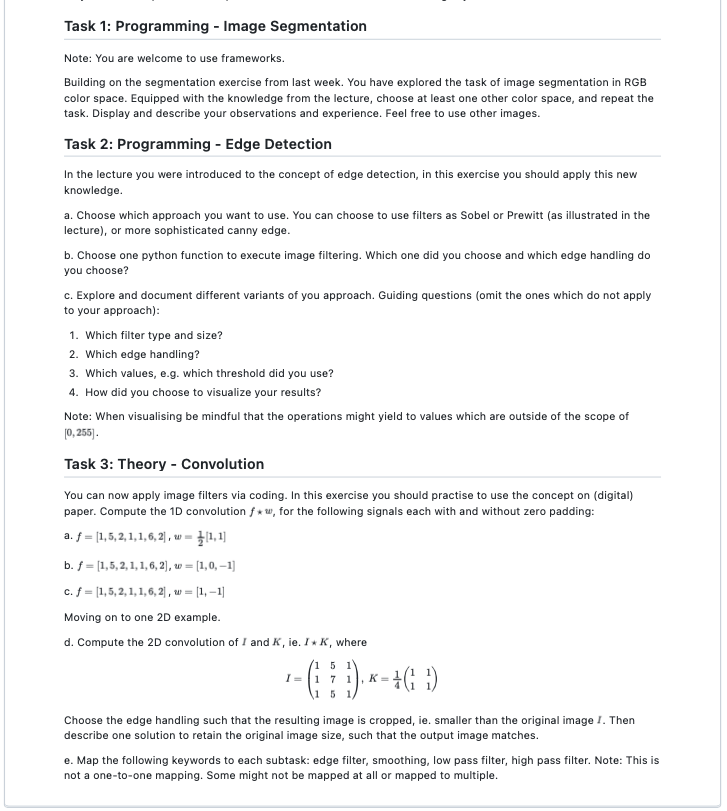 Task 1: Programming - Image Segmentation
Note: You are welcome to use frameworks.
Building on the segmentation exercise from last week. You have explored the task of image segmentation in RGB
color space. Equipped with the knowledge from the lecture, choose at least one other color space, and repeat the
task. Display and describe your observations and experience. Feel free to use other images.
Task 2: Programming - Edge Detection
In the lecture you were introduced to the concept of edge detection, in this exercise you should apply this new
knowledge.
a. Choose which approach you want to use. You can choose to use filters as Sobel or Prewitt (as illustrated in the
lecture), or more sophisticated canny edge.
b. Choose one python function to execute image filtering. Which one did you choose and which edge handling do
you choose?
c. Explore and document different variants of you approach. Guiding questions (omit the ones which do not apply
to your approach):
1. Which filter type and size?
2. Which edge handling?
3. Which values, e.g. which threshold did you use?
4. How did you choose to visualize your results?
Note: When visualising be mindful that the operations might yield to values which are outside of the scope of
[0, 255].
Task 3: Theory - Convolution
You can now apply image filters via coding. In this exercise you should practise to use the concept on (digital)
paper. Compute the 1D convolution f ⋆ w, for the following signals each with and without zero padding:
a. f = [1, 5, 2, 1, 1, 6, 2], w = 1/2 [1, 1]
b. f = [1, 5, 2, 1, 1, 6, 2], w = [1, 0, −1]
c. f = [1, 5, 2, 1, 1, 6, 2], w = [1, −1]
Moving on to one 2D example.
d. Compute the 2D convolution of I and K, ie. I ⋆ K, where
I = (1 5 1; 1 7 1; 1 5 1), K = 1/4 (1 1; 1 1)
Choose the edge handling such that the resulting image is cropped, ie. smaller than the original image I. Then
describe one solution to retain the original image size, such that the output image matches.
e. Map the following keywords to each subtask: edge filter, smoothing, low pass filter, high pass filter. Note: This is
not a one-to-one mapping. Some might not be mapped at all or mapped to multiple.